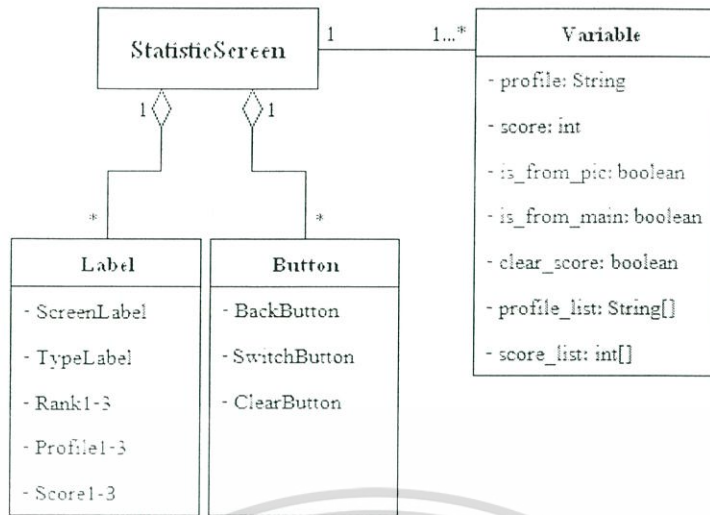 StatisticScreen
1
1...*
Variable
- profile: String
- score: int
- is_from_pic: boolean
- is_from_main: boolean
- clear_score: boolean
- profile_list: String[]
- score_list: int[]
1
1
*
*
Label
- ScreenLabel
- TypeLabel
- Rank1-3
- Profile1-3
- Score1-3
Button
- BackButton
- SwitchButton
- ClearButton